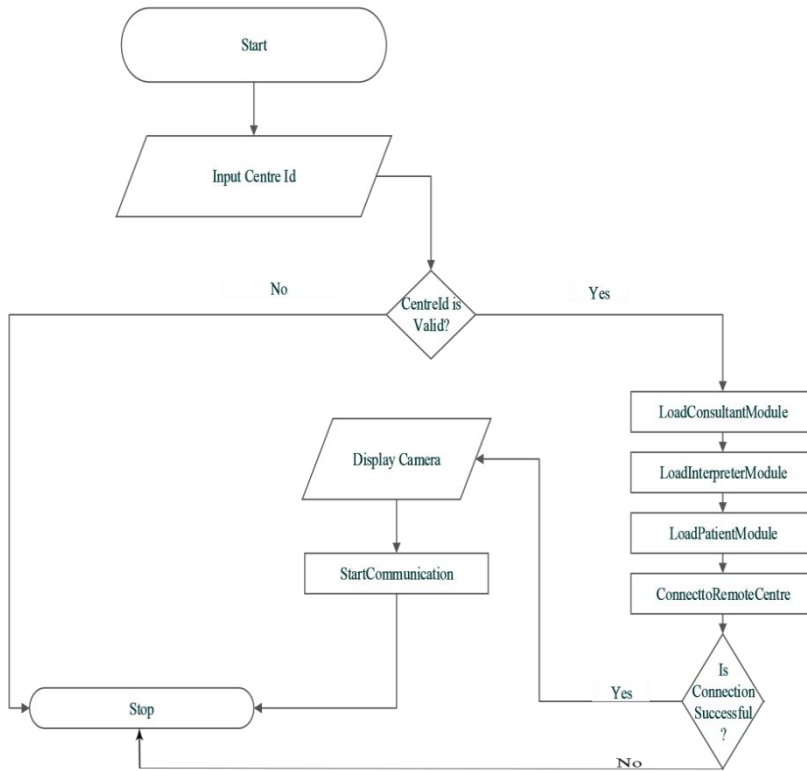 Start
Input Centre Id
No
CentreId is
Valid?
Yes
LoadConsultantModule
Display Camera
LoadInterpreterModule
LoadPatientModule
StartCommunication
ConnecttoRemoteCentre
Is
Connection
Successful
?
Yes
Stop
No